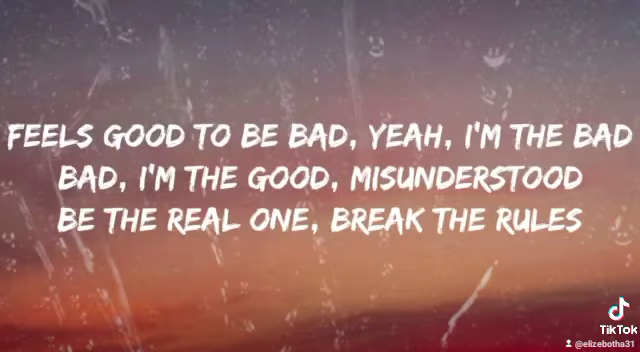 FEELS GOOD TO BE BAD, YEAH, I'M THE BAD
BAD, I'M THE GOOD, MISUNDERSTOOD
BE THE REAL ONE, BREAK THE RULES
TikTok
@elizebotha31